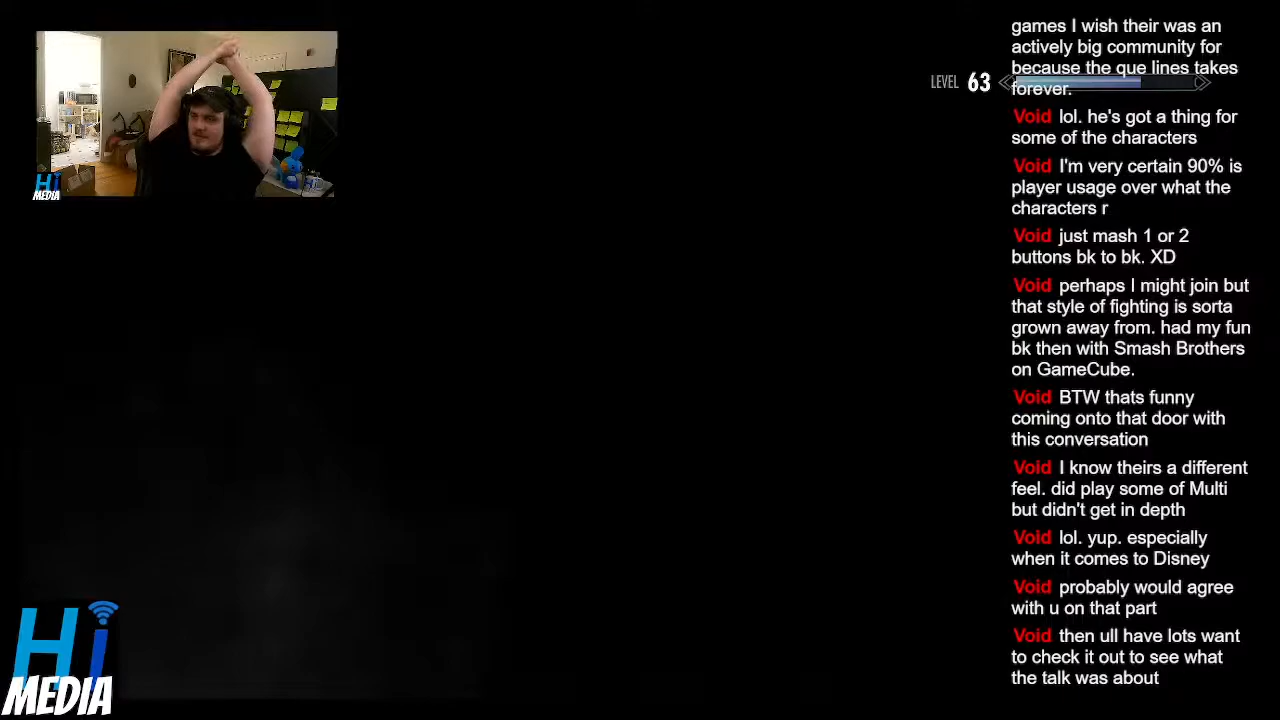 games I wish their was an
actively big community for
because the que lines takes
forever.
LEVEL 63
Void lol. he's got a thing for
some of the characters
Void I'm very certain 90% is
player usage over what the
characters r
Void just mash 1 or 2
buttons bk to bk. XD
Void perhaps I might join but
that style of fighting is sorta
grown away from. had my fun
bk then with Smash Brothers
on GameCube.
Void BTW thats funny
coming onto that door with
this conversation
Void I know theirs a different
feel. did play some of Multi
but didn't get in depth
Void lol. yup. especially
when it comes to Disney
Void probably would agree
with u on that part
Void then ull have lots want
to check it out to see what
the talk was about
Hi
MEDIA
Hi
MEDIA